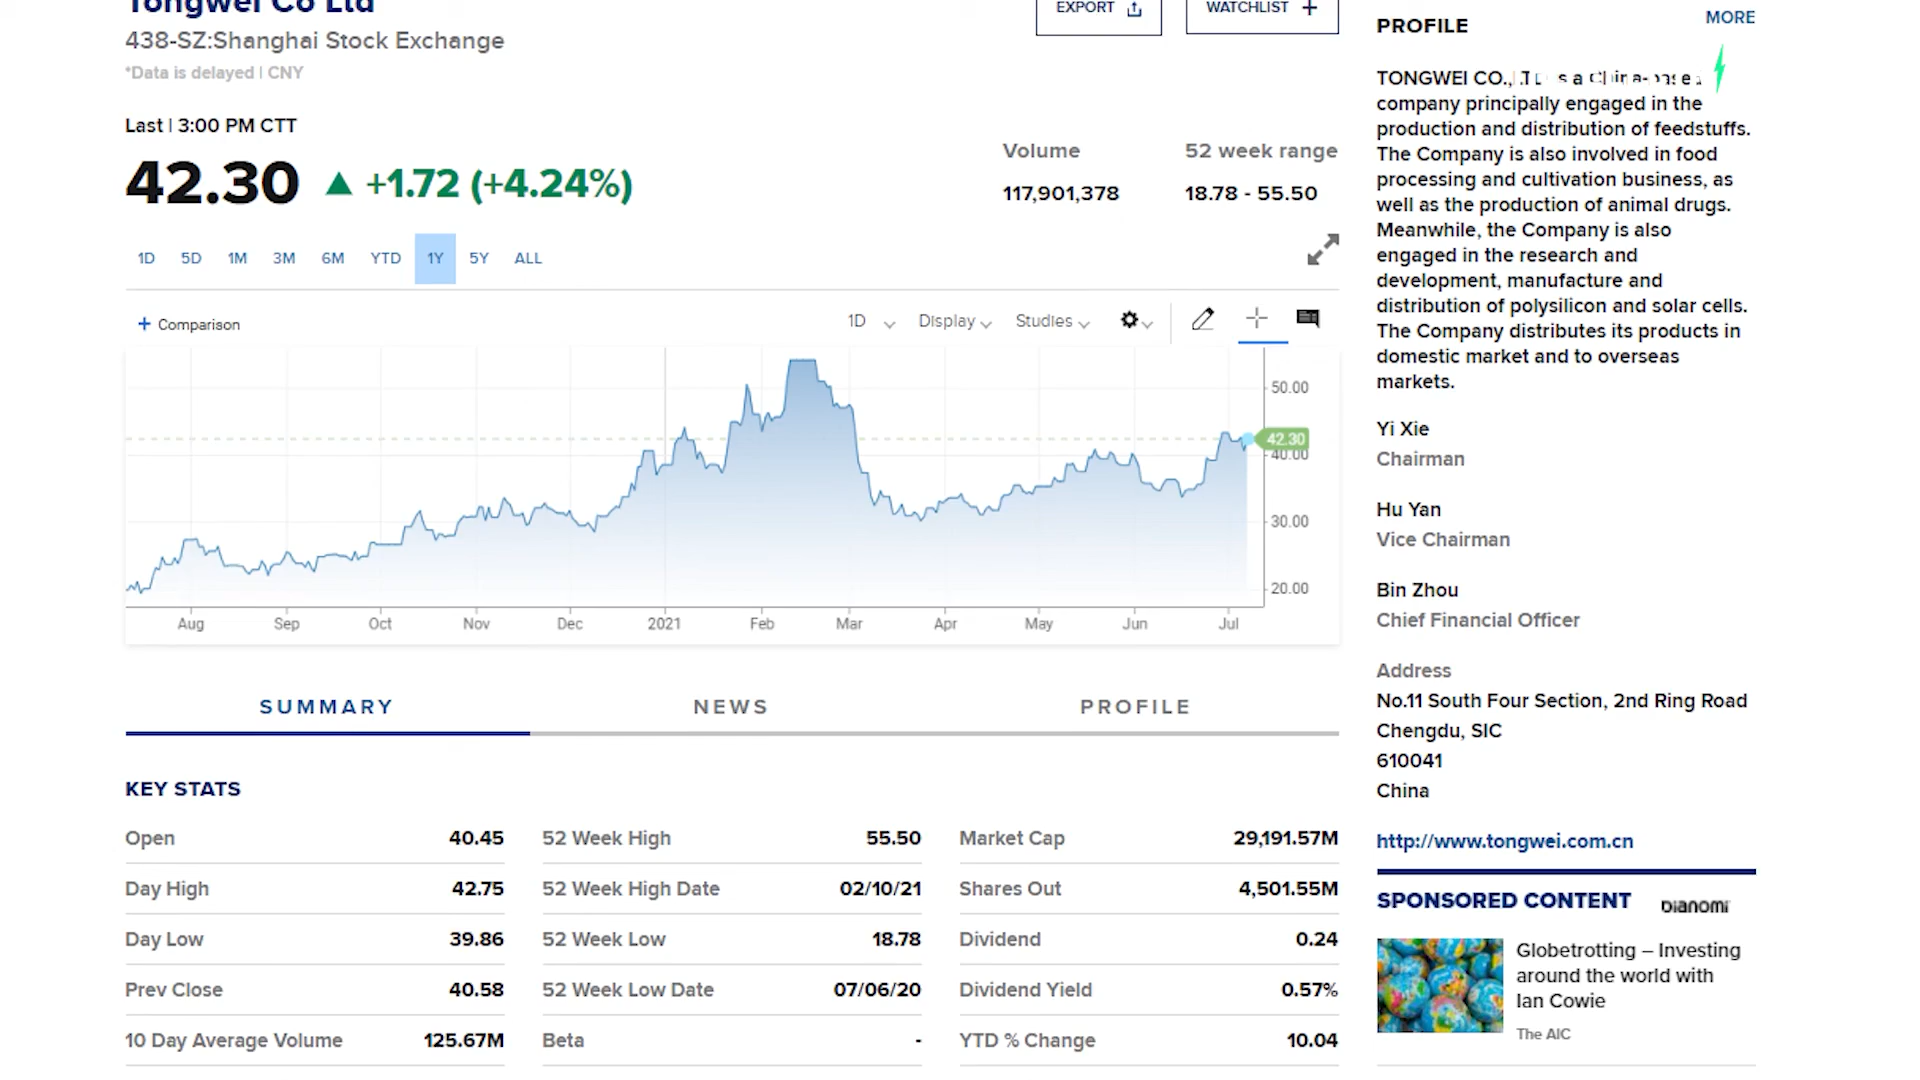 Tongwei Co Ltd
438-SZ:Shanghai Stock Exchange
*Data is delayed | CNY
EXPORT
WATCHLIST +
Last | 3:00 PM CTT
42.30 ▲ +1.72 (+4.24%)
Volume
117,901,378
52 week range
18.78 - 55.50
1D 5D 1M 3M 6M YTD 1Y 5Y ALL
+ Comparison
1D Display Studies
50.00
42.30
40.00
30.00
20.00
Aug Sep Oct Nov Dec 2021 Feb Mar Apr May Jun Jul
SUMMARY NEWS PROFILE
KEY STATS
Open 40.45
Day High 42.75
Day Low 39.86
Prev Close 40.58
10 Day Average Volume 125.67M
52 Week High 55.50
52 Week High Date 02/10/21
52 Week Low 18.78
52 Week Low Date 07/06/20
Beta -
Market Cap 29,191.57M
Shares Out 4,501.55M
Dividend 0.24
Dividend Yield 0.57%
YTD % Change 10.04
PROFILE
MORE
TONGWEI CO., s a
company principally engaged in the
production and distribution of feedstuffs.
The Company is also involved in food
processing and cultivation business, as
well as the production of animal drugs.
Meanwhile, the Company is also
engaged in the research and
development, manufacture and
distribution of polysilicon and solar cells.
The Company distributes its products in
domestic market and to overseas
markets.
Yi Xie
Chairman
Hu Yan
Vice Chairman
Bin Zhou
Chief Financial Officer
Address
No.11 South Four Section, 2nd Ring Road
Chengdu, SIC
610041
China
http://www.tongwei.com.cn
SPONSORED CONTENT
DIANOMI
Globetrotting – Investing
around the world with
Ian Cowie
The AIC